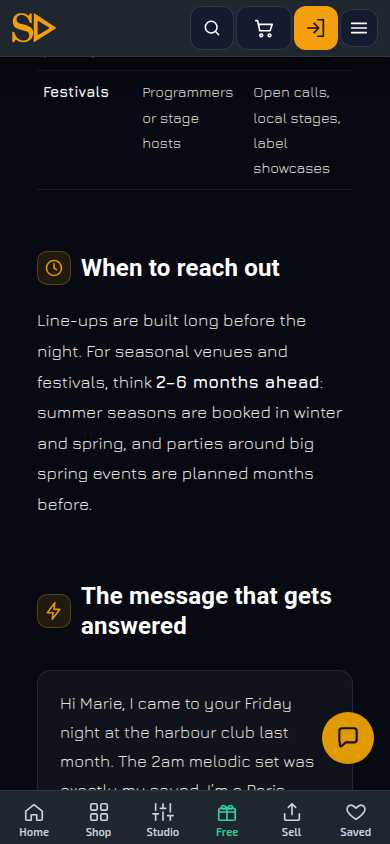 S
Festivals
Programmers
or stage
hosts
Open calls,
local stages,
label
showcases
When to reach out
Line-ups are built long before the
night. For seasonal venues and
festivals, think 2–6 months ahead:
summer seasons are booked in winter
and spring, and parties around big
spring events are planned months
before.
The message that gets
answered
Hi Marie, I came to your Friday
night at the harbour club last
month. The 2am melodic set was
exactly my sound. I'm a Paris
Home
Shop
Studio
Free
Sell
Saved